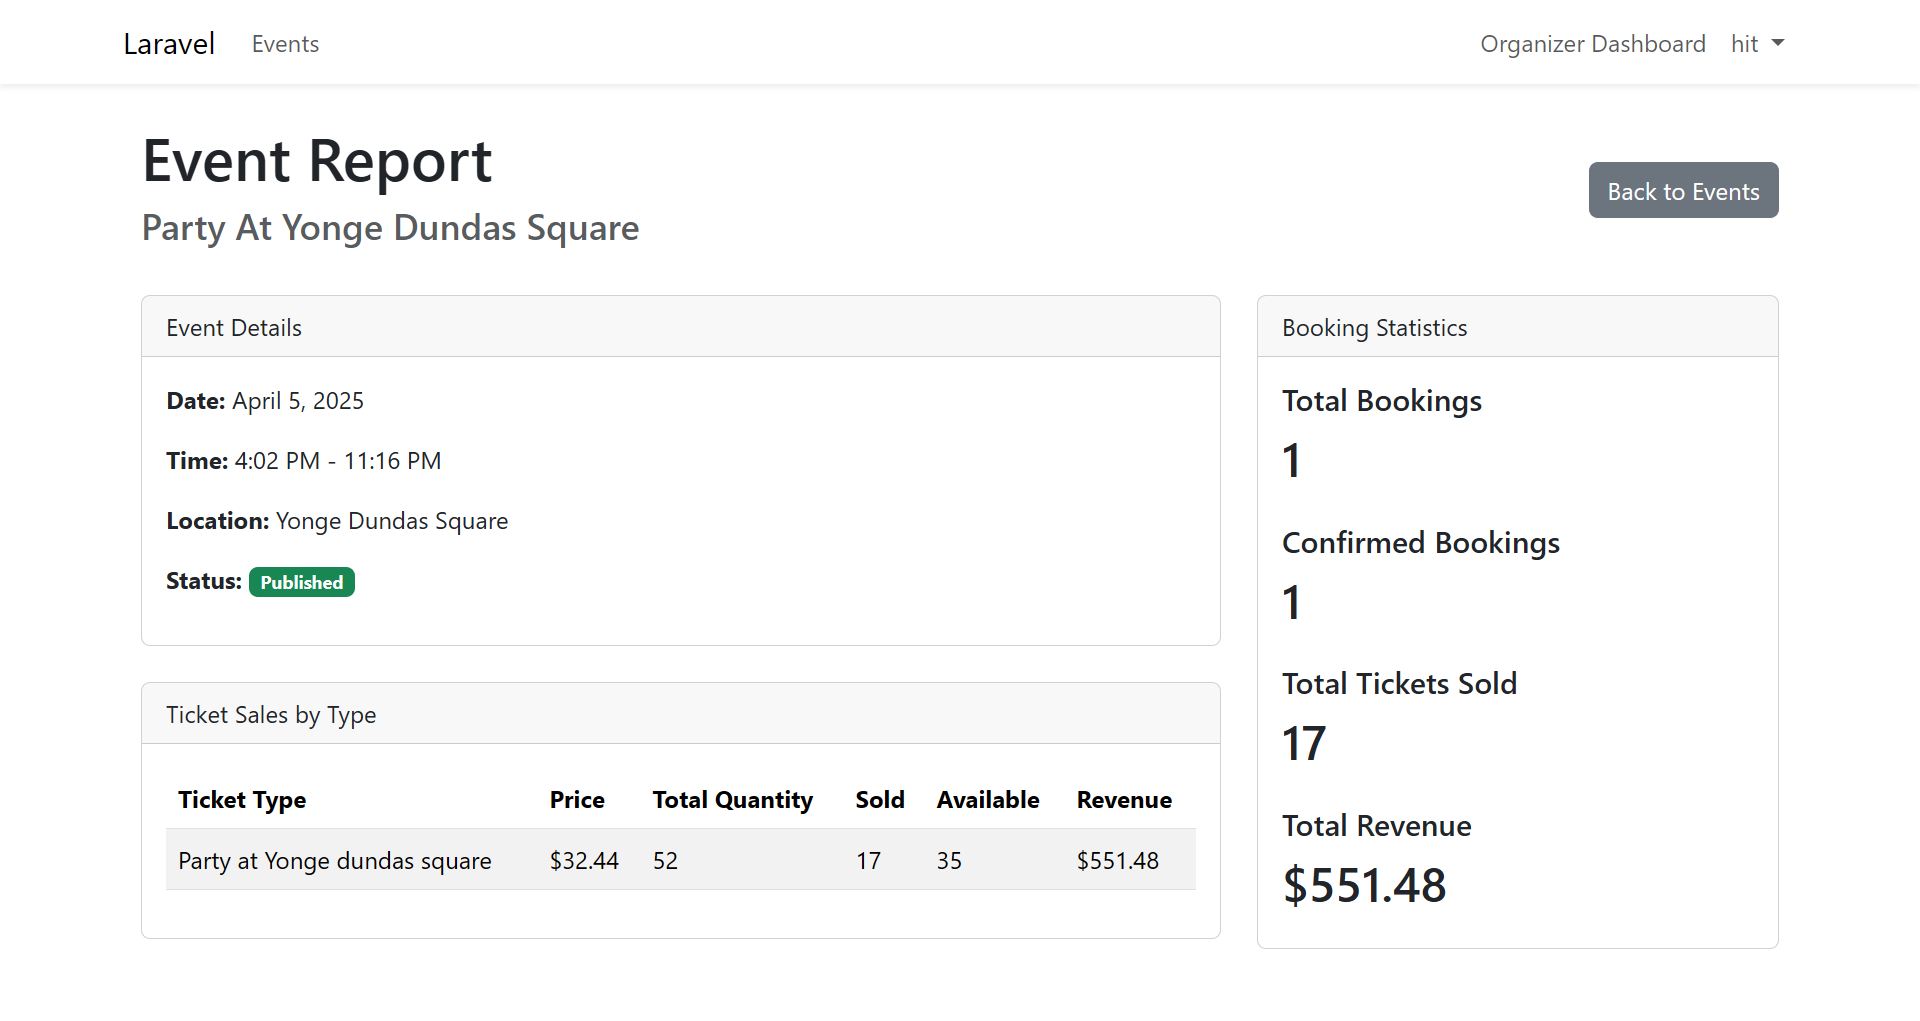 Laravel Events Organizer Dashboard hit
Event Report
Party At Yonge Dundas Square
Back to Events
Event Details
Date: April 5, 2025
Time: 4:02 PM - 11:16 PM
Location: Yonge Dundas Square
Status: Published
Ticket Sales by Type
Ticket Type Price Total Quantity Sold Available Revenue
Party at Yonge dundas square $32.44 52 17 35 $551.48
Booking Statistics
Total Bookings
1
Confirmed Bookings
1
Total Tickets Sold
17
Total Revenue
$551.48